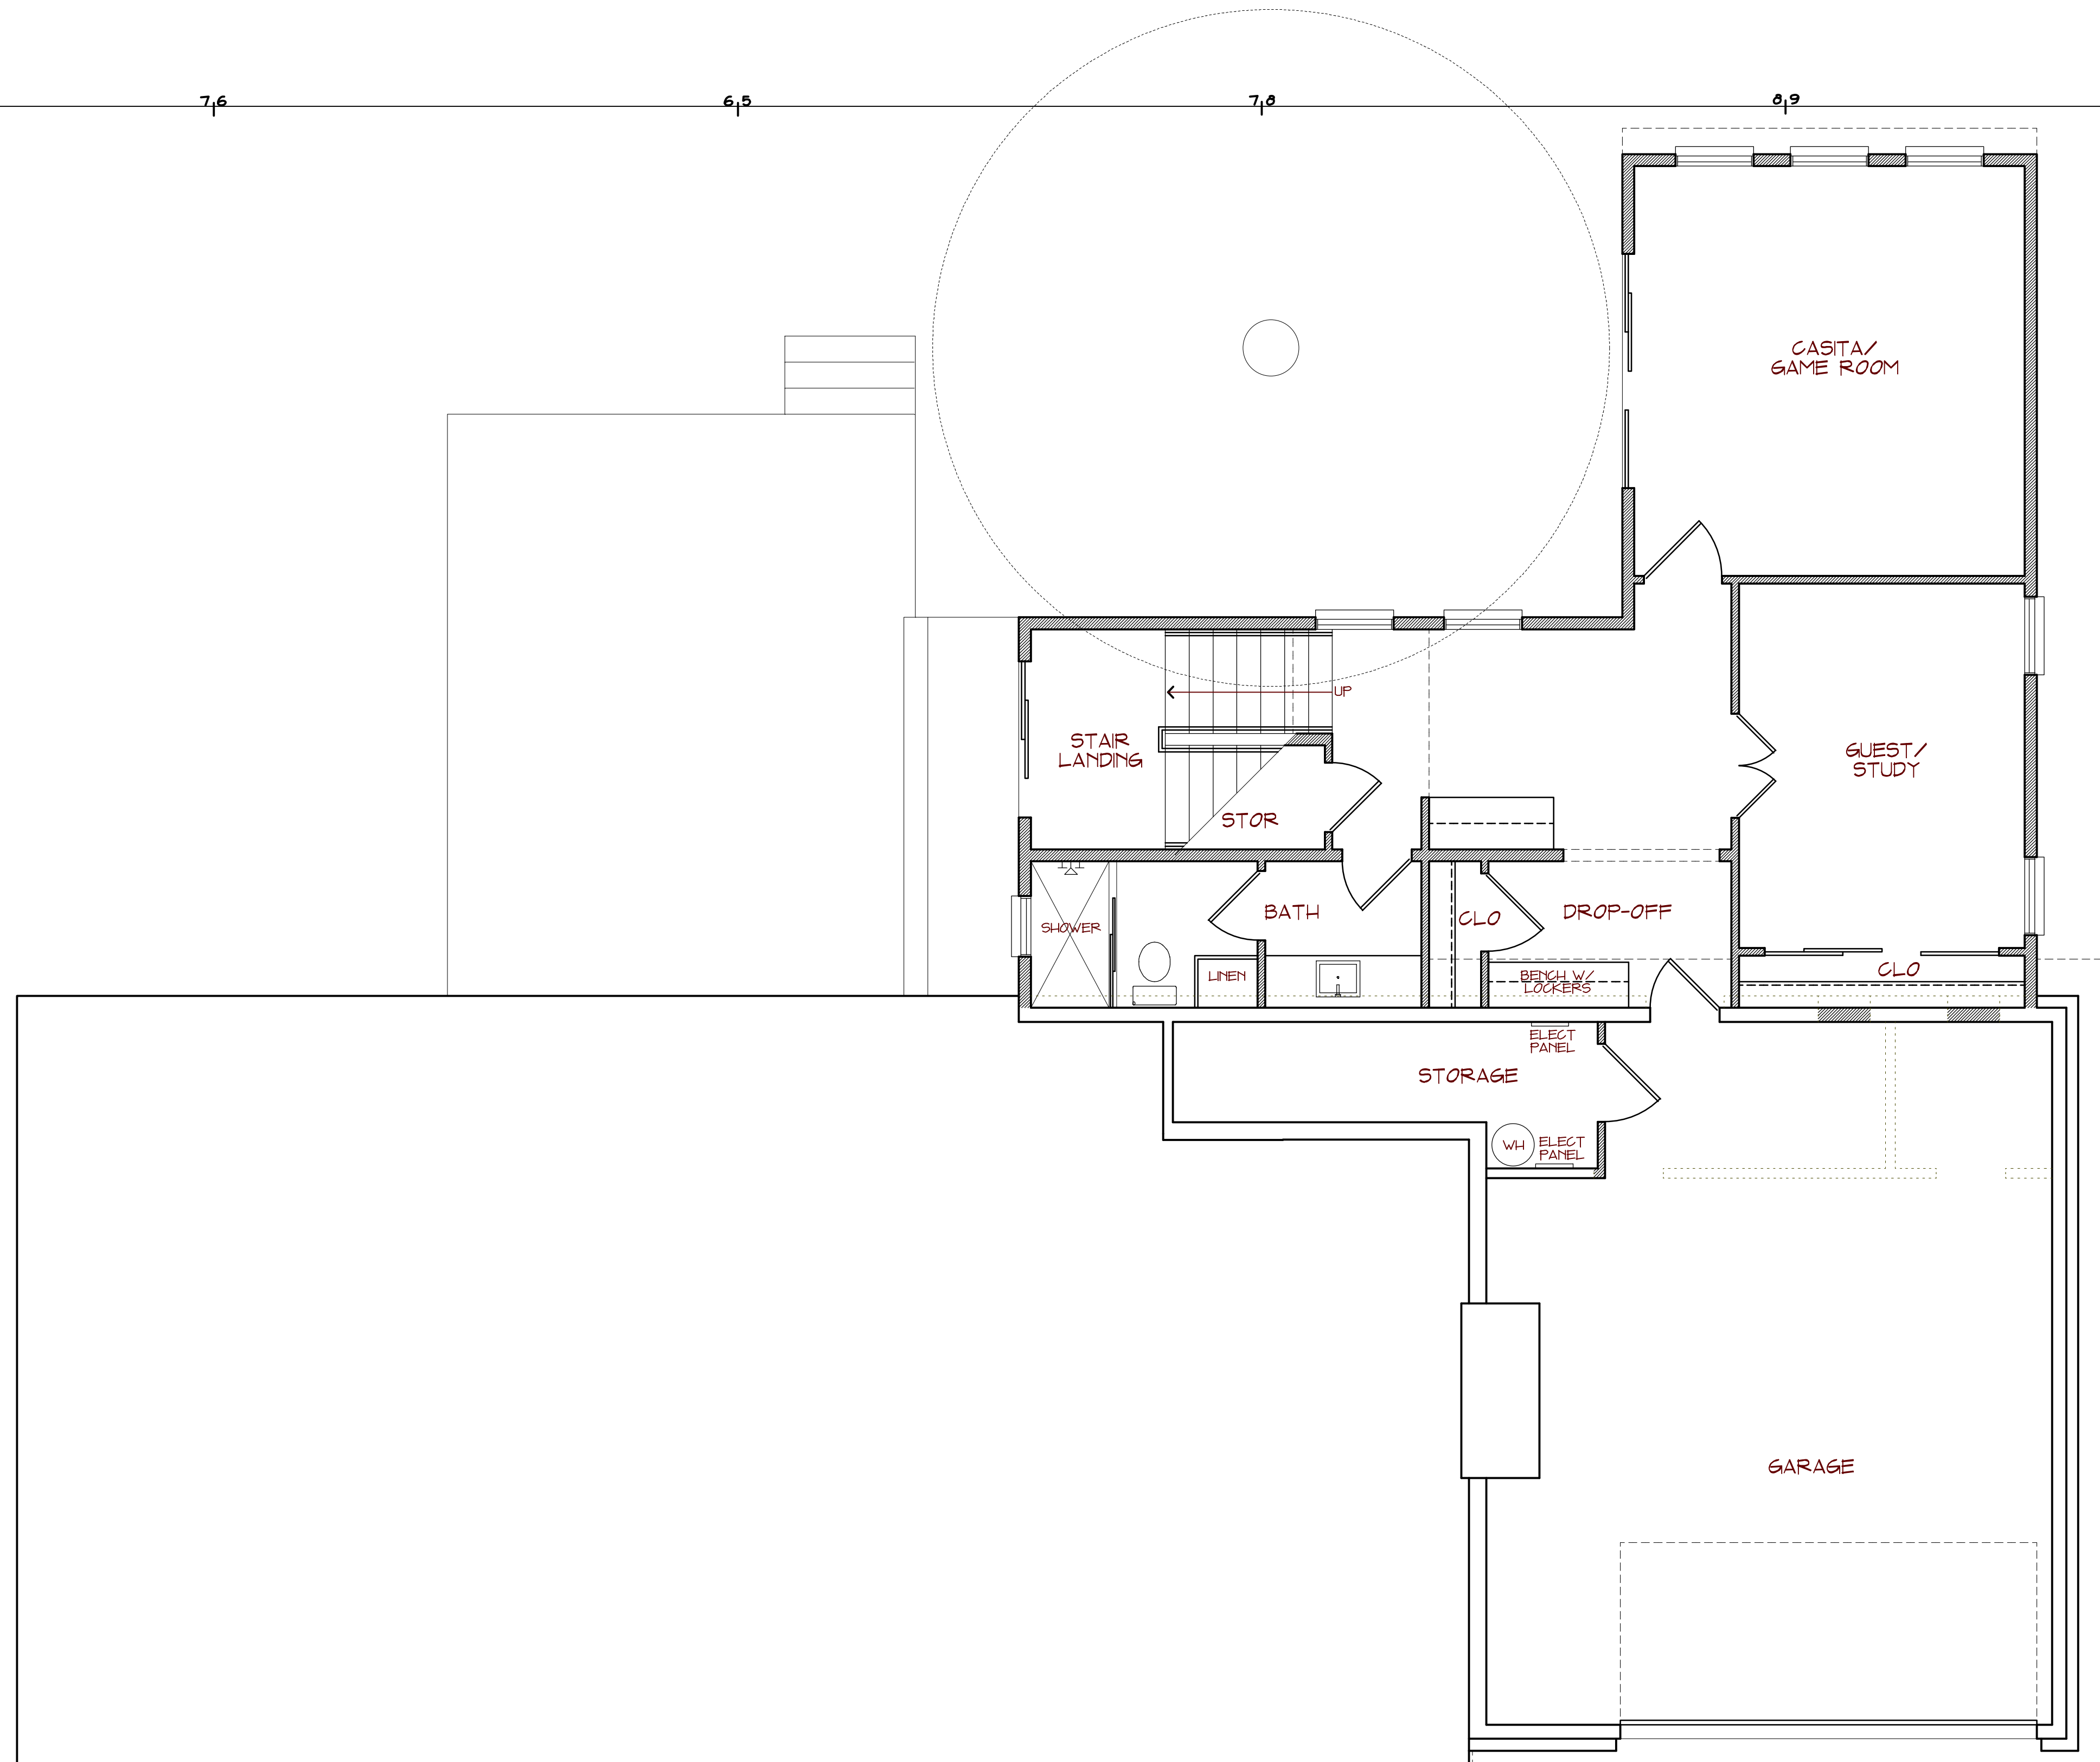 7 6
6 5
7 8
8 9
CASITA/
GAME ROOM
UP
STAIR
LANDING
GUEST/
STUDY
STOR
BATH
CLO
DROP-OFF
SHOWER
LINEN
BENCH W/
LOCKERS
CLO
ELECT
PANEL
STORAGE
WH
ELECT
PANEL
GARAGE